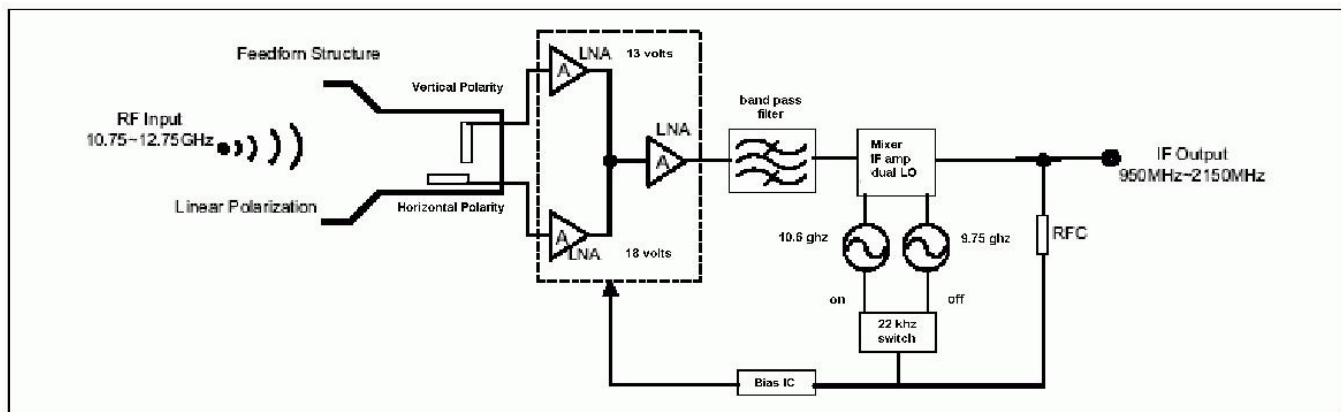 Feedforn Structure
RF Input
10.75~12.75GHz
Linear Polarization
Vertical Polarity
Horizontal Polarity
LNA
13 volts
A
LNA
A
A
LNA
18 volts
band pass
filter
Mixer
IF amp
dual LO
10.6 ghz
9.75 ghz
on
off
22 khz
switch
Bias IC
RFC
IF Output
950MHz~2150MHz